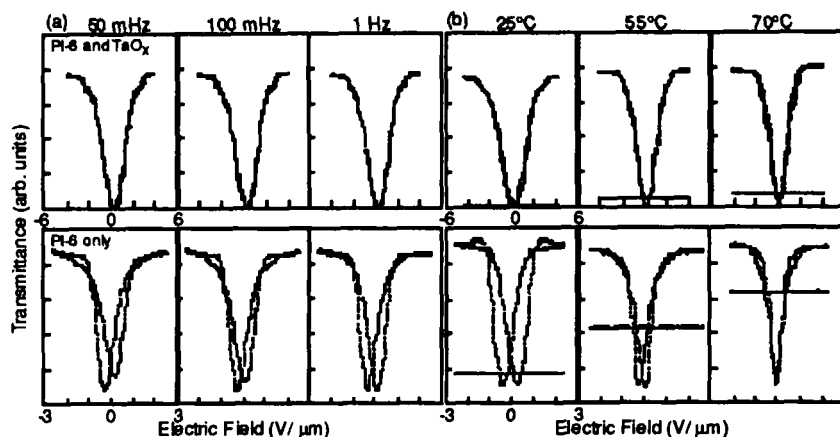 (a) 50 mHz 100 mHz 1 Hz (b) 25°C 55°C 70°C
PI-6 and TaOx
-6 0 6 -6 0 6
PI-6 only
-3 0 3 -3 0 3
Transmittance (arb. units)
Electric Field (V/ μm) Electric Field (V/ μm)